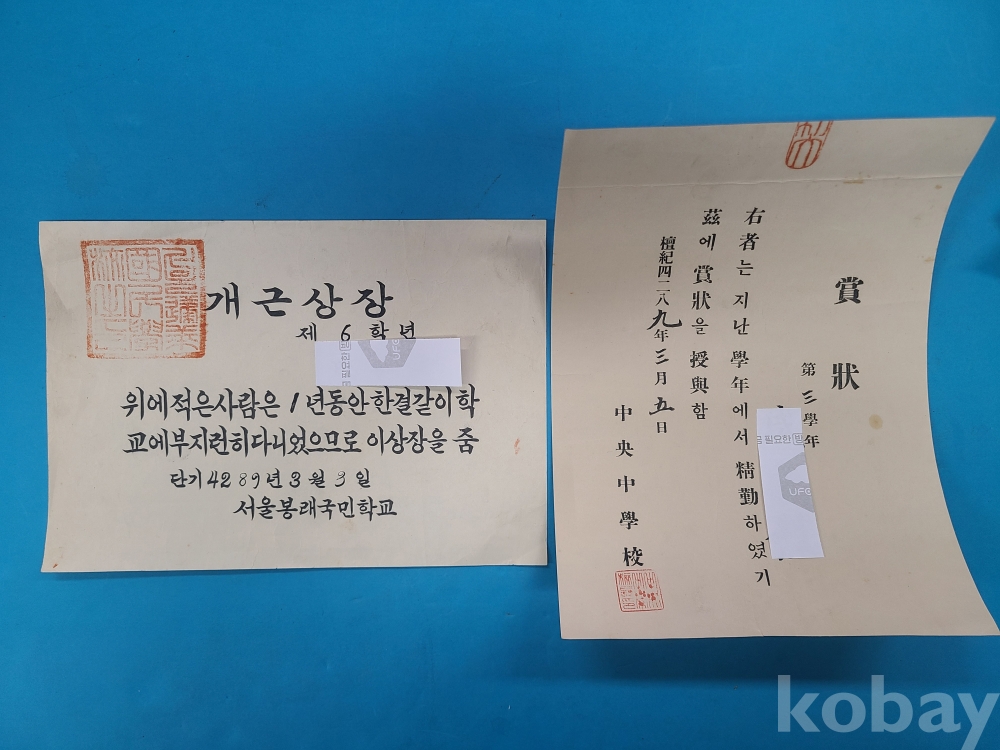 개근상장
제 6 학년
위에적은사람은 1년동안한결같이학
교에부지런히다니었으므로 이상장을 줌
단기4289년 3월 3일
서울봉래국민학교
賞狀
第三學年
右者는 지난 學年에서 精勤하였기
茲에 賞狀을 授與함
檀紀四二八九年三月五日
中央中學校
필요한
UFG
kobay